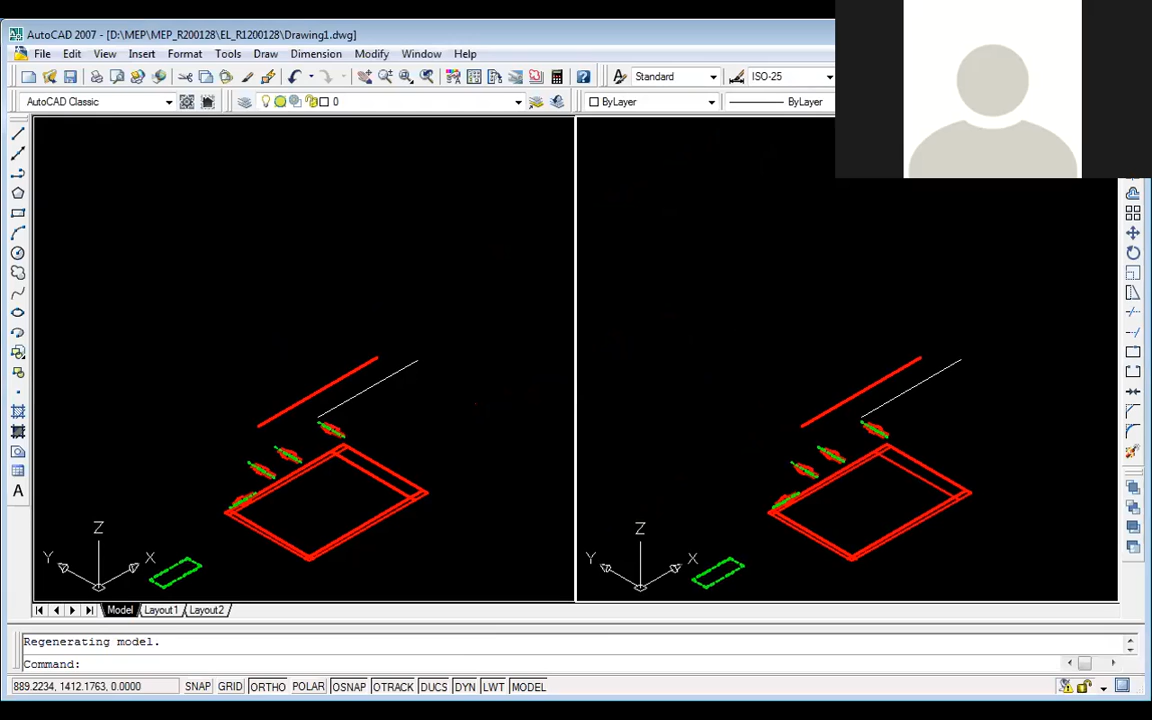 AutoCAD 2007 - [D:\MEP\MEP_R200128\EL_R1200128\Drawing1.dwg]
File Edit View Insert Format Tools Draw Dimension Modify Window Help
Standard ISO-25
AutoCAD Classic 0 ByLayer ByLayer
Z Z
Y X Y X
Model Layout1 Layout2
Regenerating model.
Command:
889.2234, 1412.1763, 0.0000 SNAP GRID ORTHO POLAR OSNAP OTRACK DUCS DYN LWT MODEL